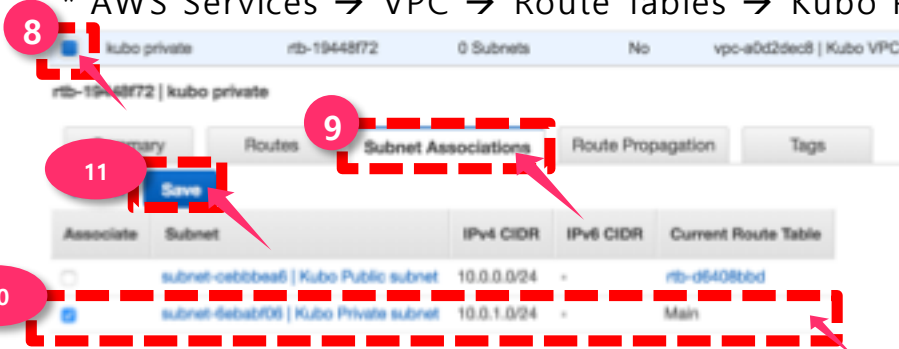 * AWS Services → VPC → Route Tables → Kubo
8
kubo private rtb-19448f72 0 Subnets No vpc-a0d2dec8 | Kubo VPC
rtb-19448f72 | kubo private
9
Routes Subnet Associations Route Propagation Tags
11
Save
Associate Subnet IPv4 CIDR IPv6 CIDR Current Route Table
subnet-cebbbea6 | Kubo Public subnet 10.0.0.0/24 - rtb-d6408bbd
0
subnet-6ebabf06 | Kubo Private subnet 10.0.1.0/24 - Main